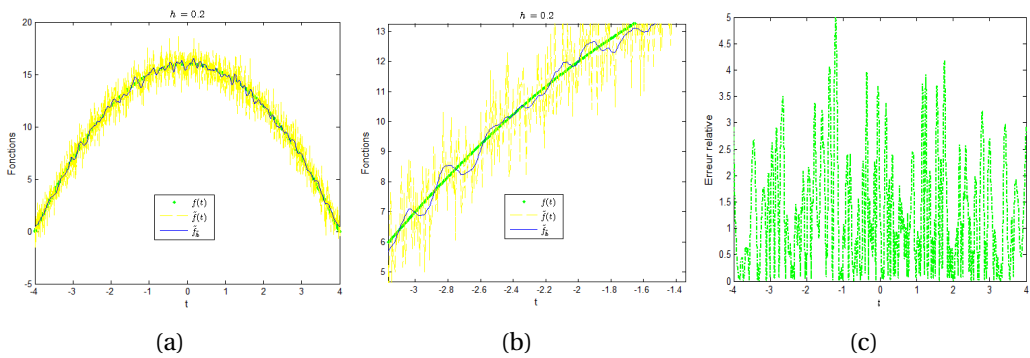 h = 0.2
20
15
10
5
0
-5
Fonctions
f(t)
f̃(t)
f̃ₕ
-4 -3 -2 -1 0 1 2 3 4
t
(a)
h = 0.2
13
12
11
10
9
8
7
6
5
Fonctions
f(t)
f̃(t)
f̃ₕ
-3 -2.8 -2.6 -2.4 -2.2 -2 -1.8 -1.6 -1.4
t
(b)
5
4.5
4
3.5
3
2.5
2
1.5
1
0.5
0
Erreur relative
-4 -3 -2 -1 0 1 2 3 4
t
(c)